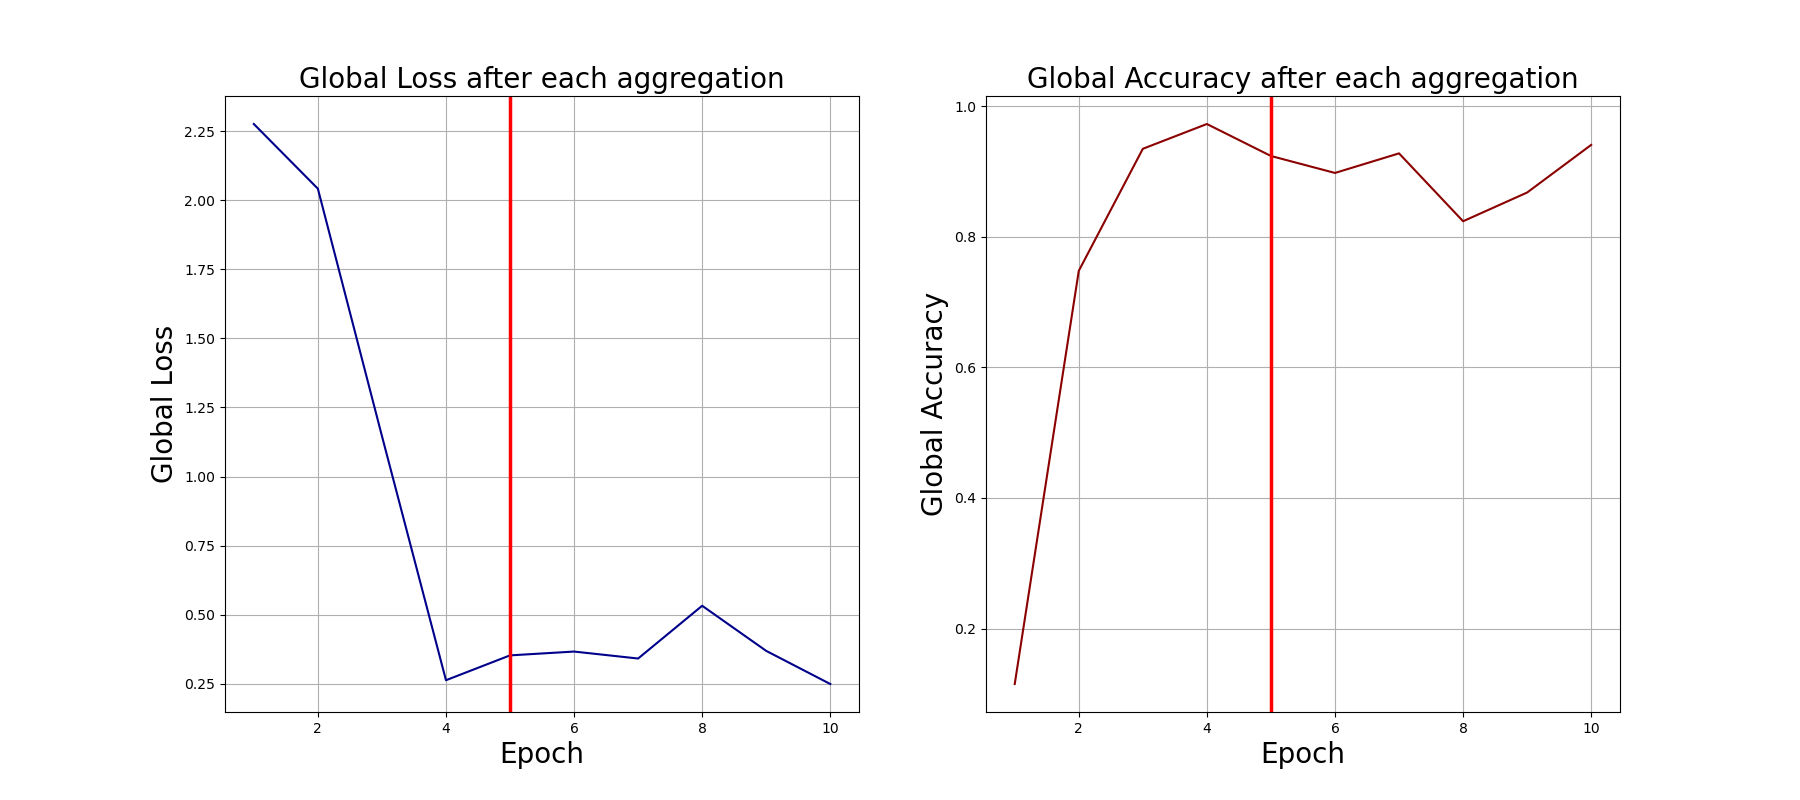 Global Loss after each aggregation
2.25
2.00
1.75
1.50
1.25
1.00
0.75
0.50
0.25
Global Loss
2 4 6 8 10
Epoch
Global Accuracy after each aggregation
1.0
0.8
0.6
0.4
0.2
Global Accuracy
2 4 6 8 10
Epoch